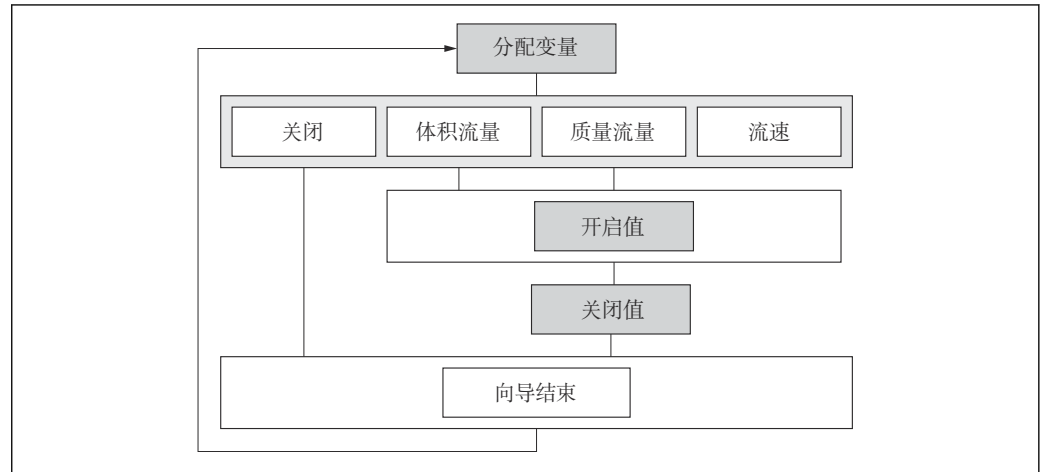 分配变量
关闭
体积流量
质量流量
流速
开启值
关闭值
向导结束